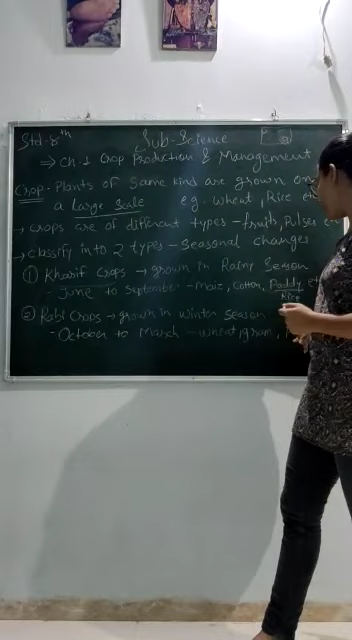 Std-8th Sub-Science
⇒ Ch-1 Crop Production & Management
Crop - Plants of same kind are grown on
a Large scale e.g. wheat, Rice etc
→ crops are of different types - fruits, Pulses
→ classify into 2 types - seasonal changes
① Kharif Crops → grown in Rainy Season
- June to September - Maiz, Cotton, Paddy
Rice
② Rabi Crops → grown in winter season
- October to March - wheat, gram,